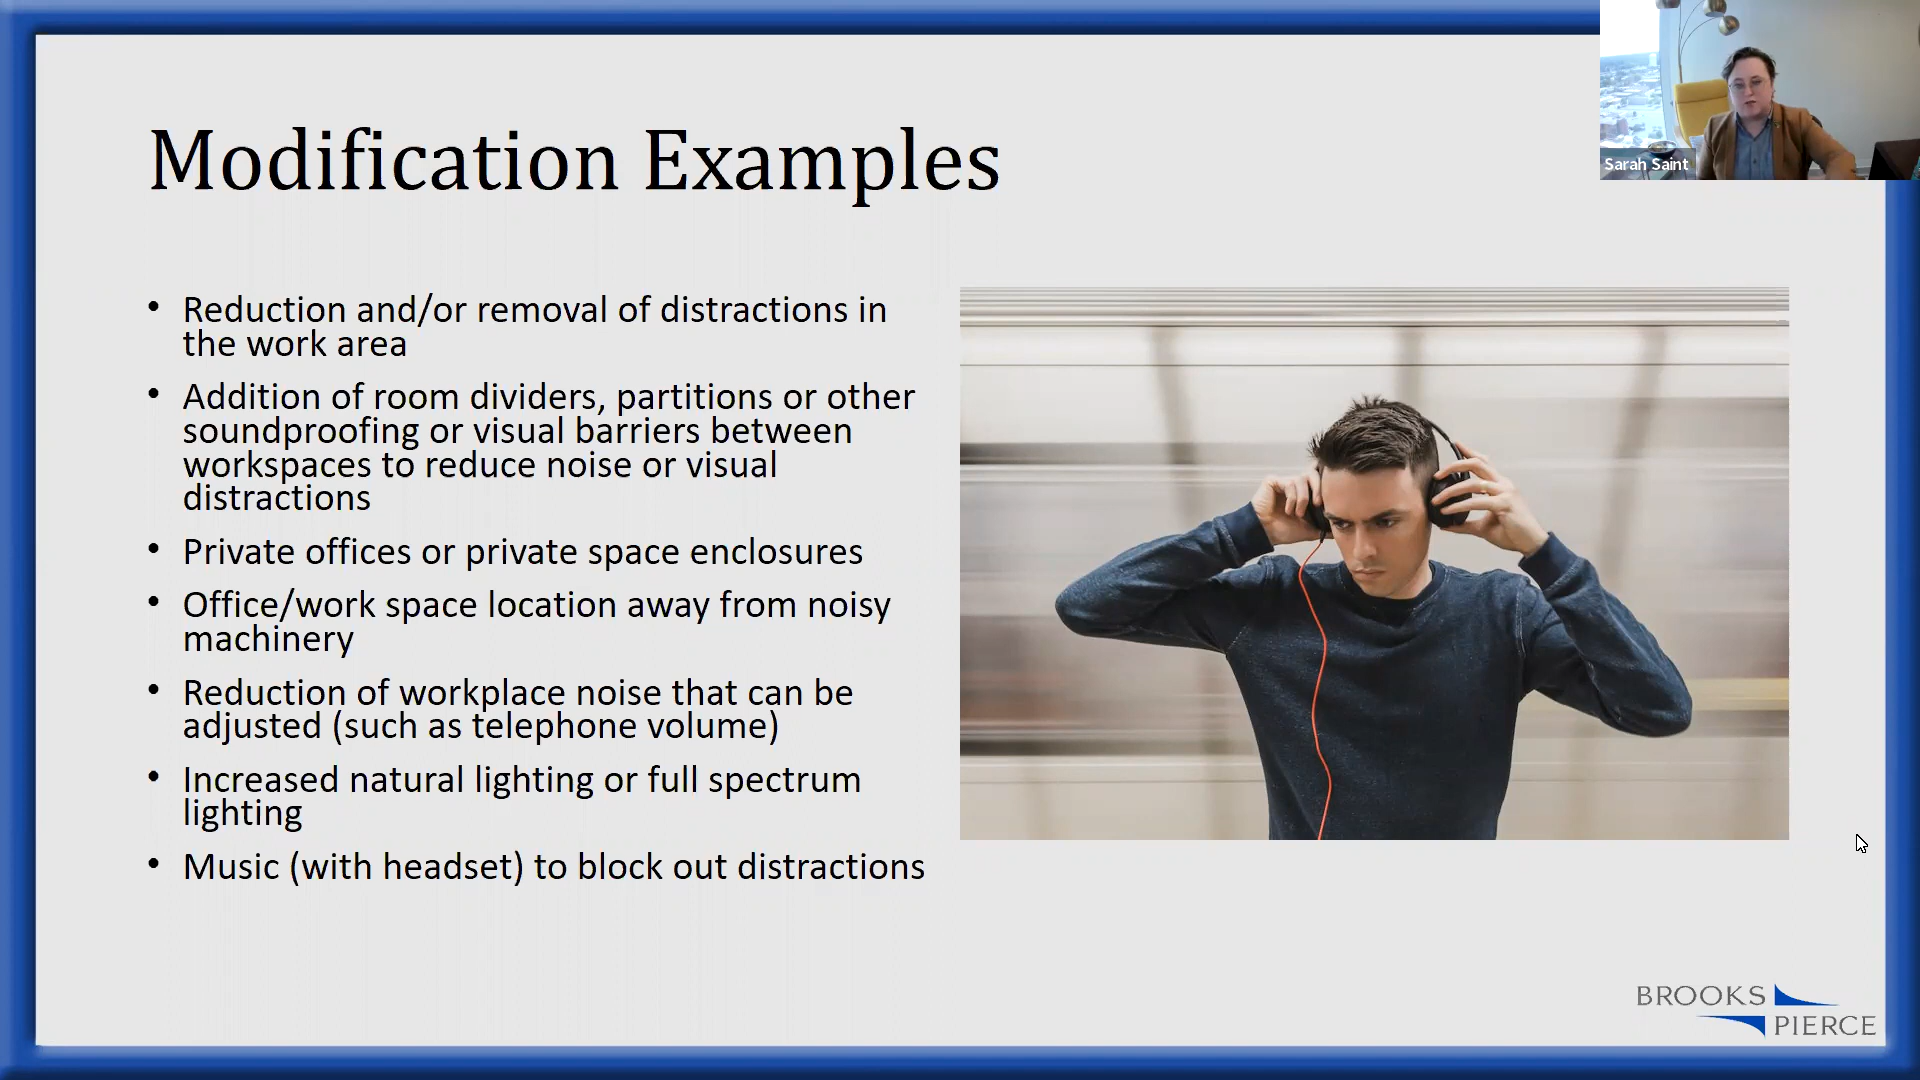 Sarah Saint
Modification Examples
• Reduction and/or removal of distractions in
the work area
• Addition of room dividers, partitions or other
soundproofing or visual barriers between
workspaces to reduce noise or visual
distractions
• Private offices or private space enclosures
• Office/work space location away from noisy
machinery
• Reduction of workplace noise that can be
adjusted (such as telephone volume)
• Increased natural lighting or full spectrum
lighting
• Music (with headset) to block out distractions
BROOKS
PIERCE